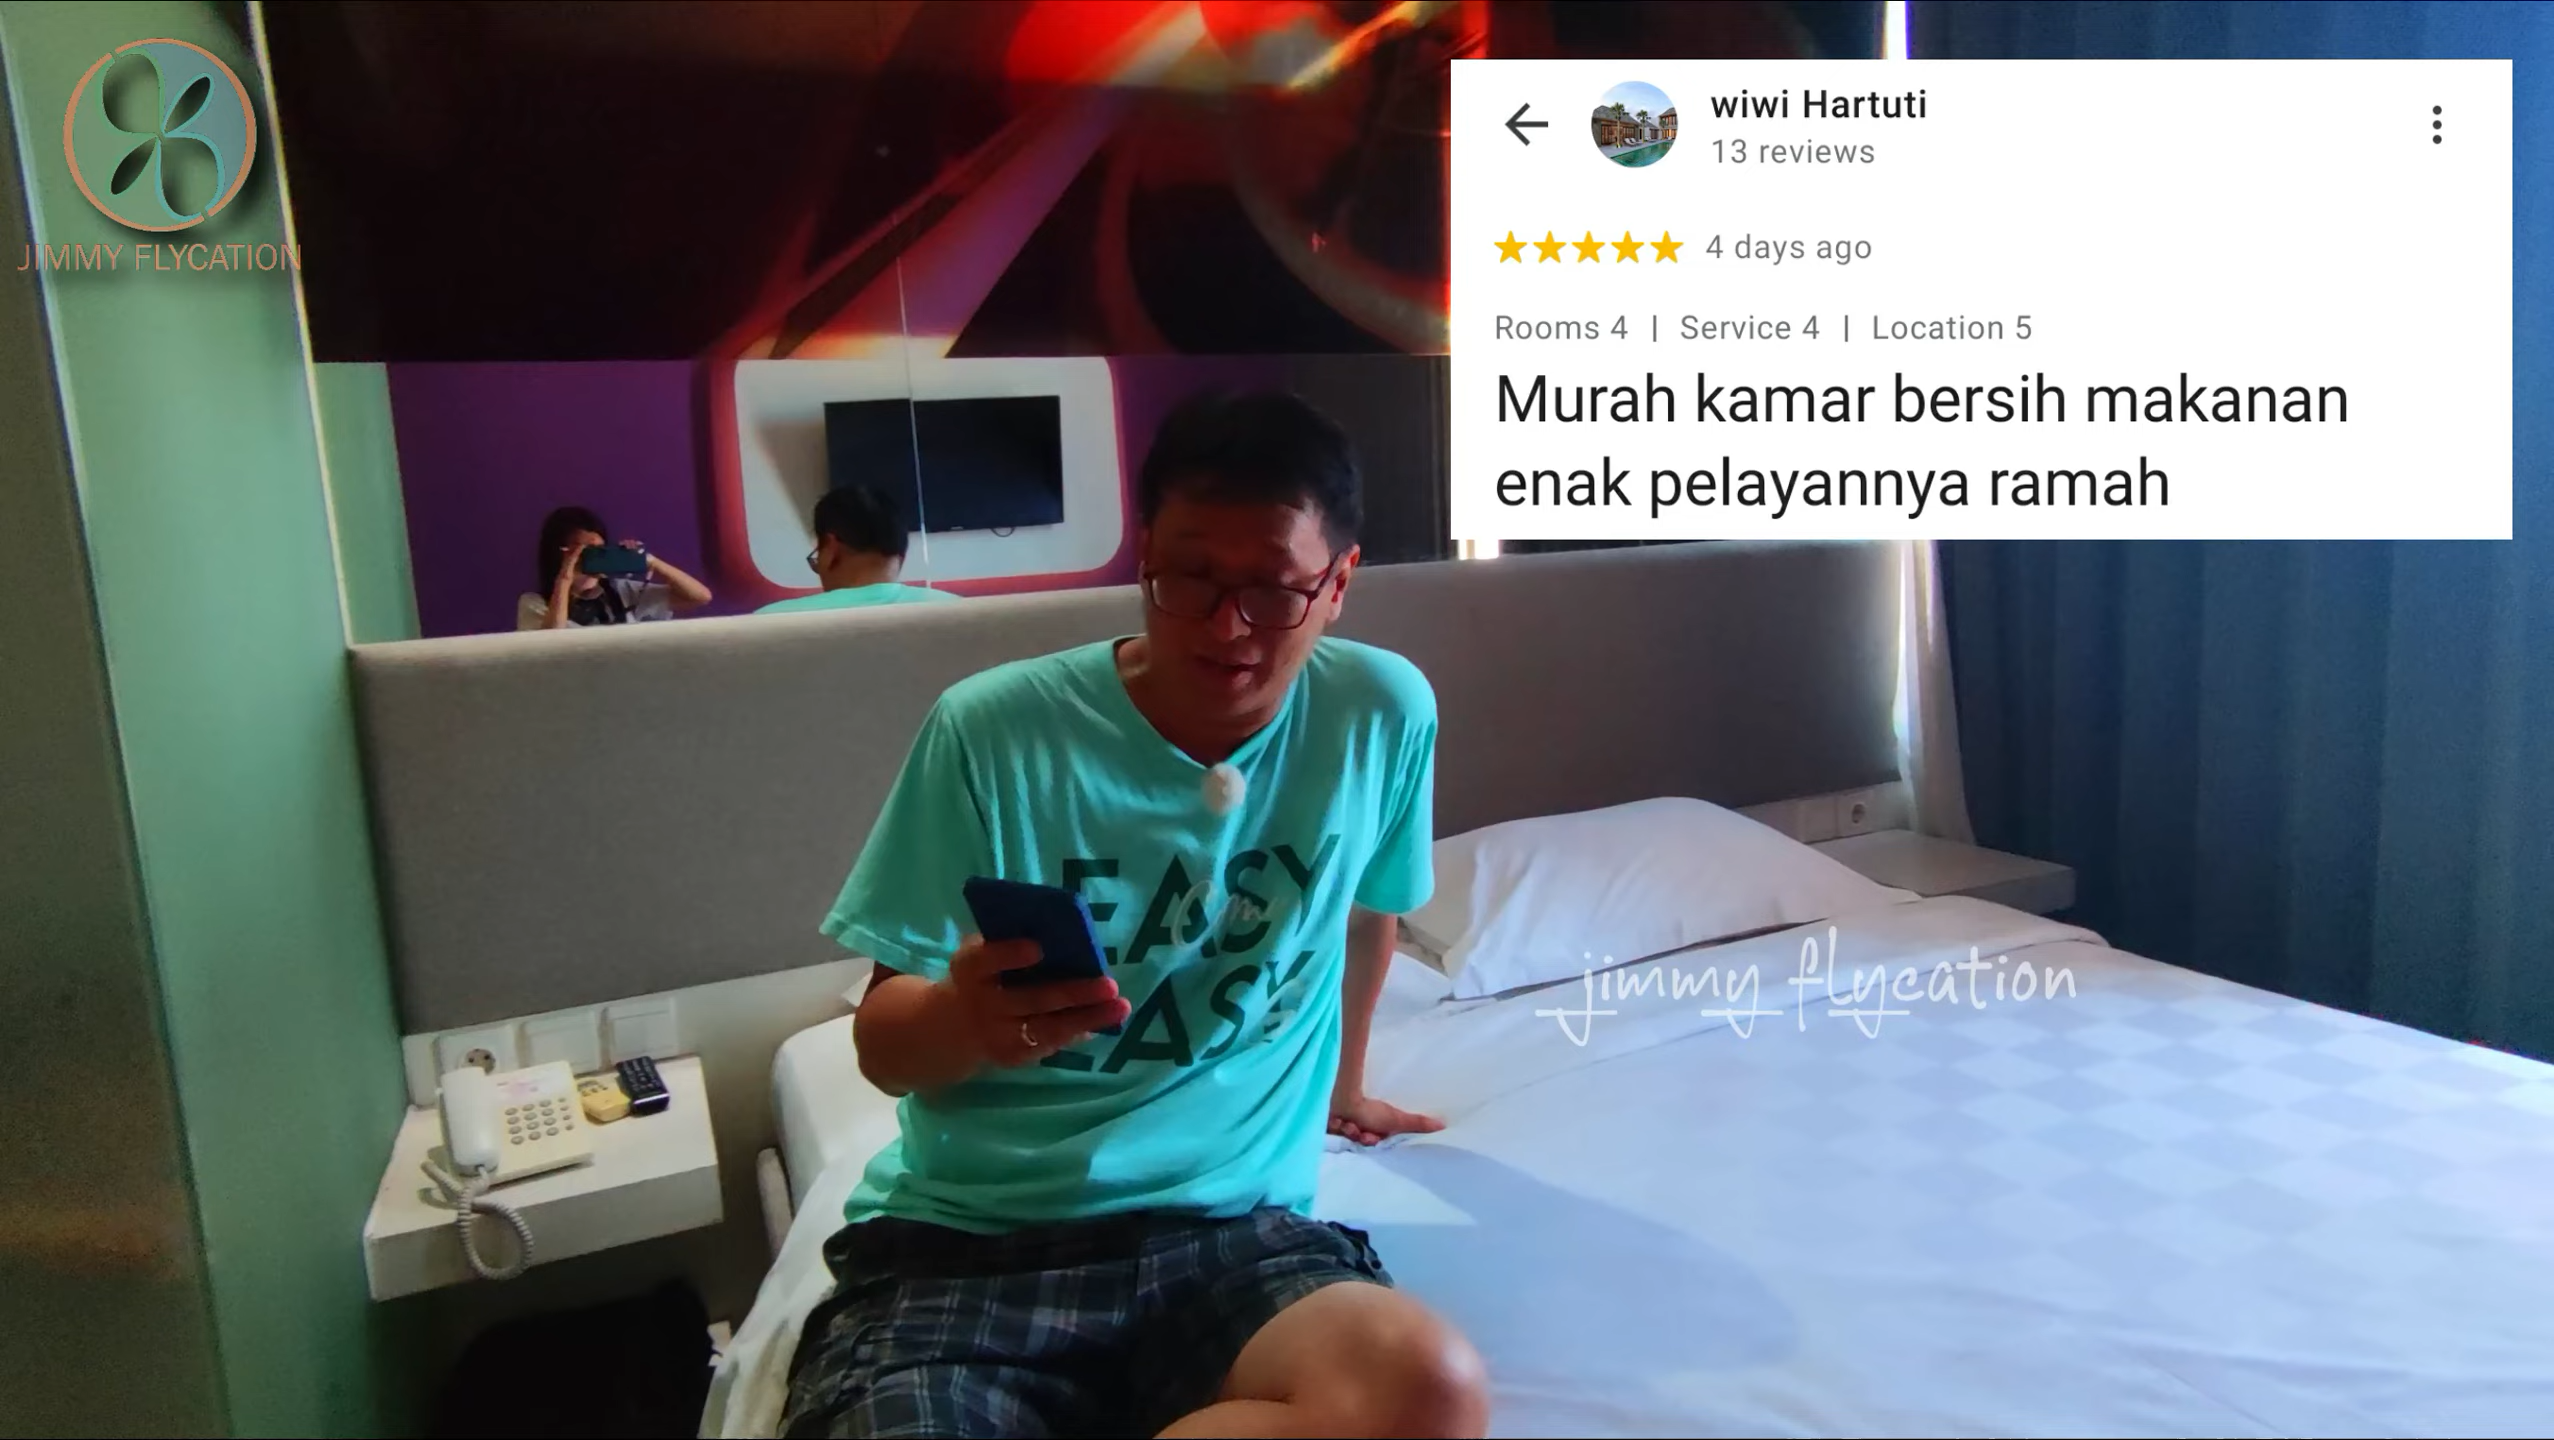 JIMMY FLYCATION
wiwi Hartuti
13 reviews
4 days ago
Rooms 4 | Service 4 | Location 5
Murah kamar bersih makanan
enak pelayannya ramah
EASY
EASY
jimmy flycation